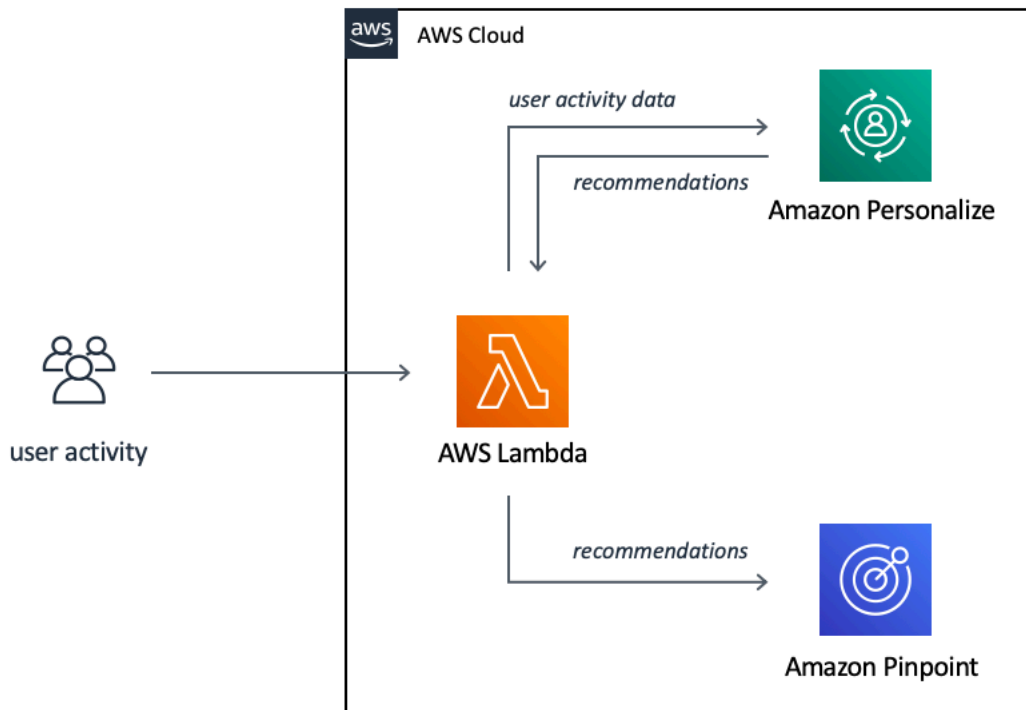 aws
AWS Cloud
user activity data
recommendations
Amazon Personalize
user activity
AWS Lambda
recommendations
Amazon Pinpoint